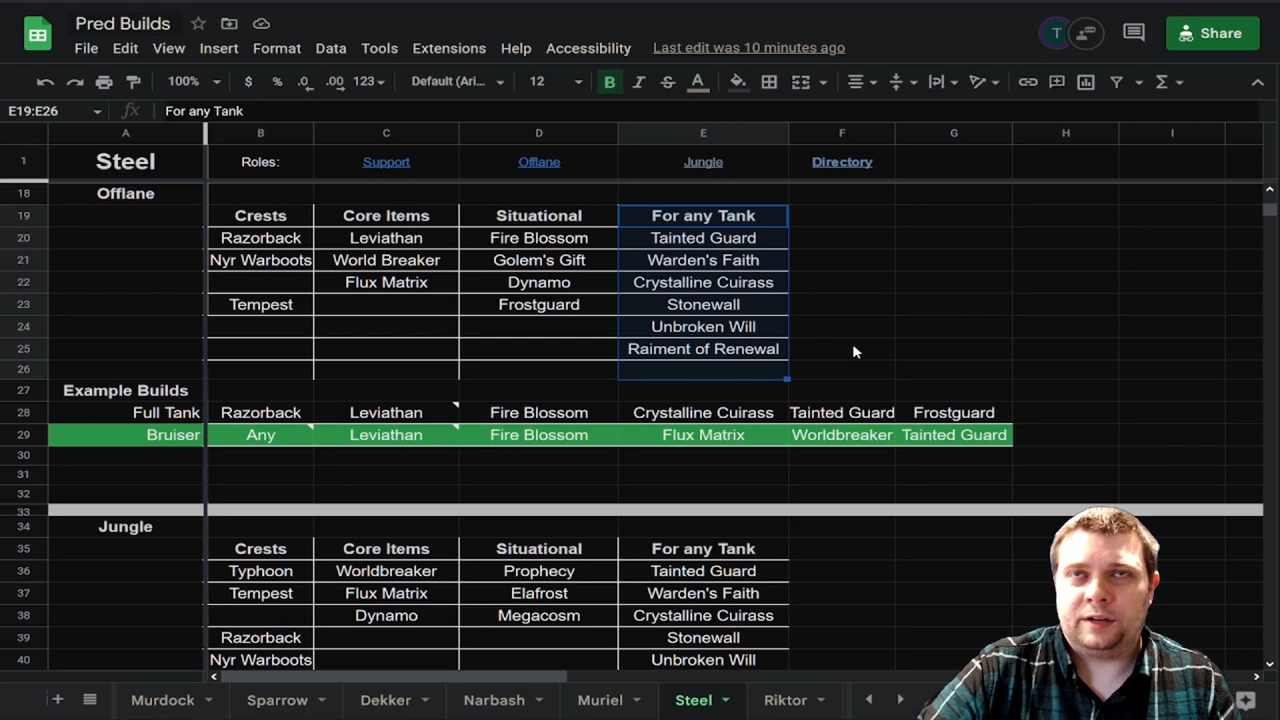 Pred Builds
File Edit View Insert Format Data Tools Extensions Help Accessibility Last edit was 10 minutes ago
T
Share
100% $ % .0 .00 123 Default (Ari... 12 B I S A Σ
E19:E26 fx For any Tank
A B C D E F G H I
1 Steel Roles: Support Offlane Jungle Directory
18 Offlane
19 Crests Core Items Situational For any Tank
20 Razorback Leviathan Fire Blossom Tainted Guard
21 Nyr Warboots World Breaker Golem's Gift Warden's Faith
22 Flux Matrix Dynamo Crystalline Cuirass
23 Tempest Frostguard Stonewall
24 Unbroken Will
25 Raiment of Renewal
26
27 Example Builds
28 Full Tank Razorback Leviathan Fire Blossom Crystalline Cuirass Tainted Guard Frostguard
29 Bruiser Any Leviathan Fire Blossom Flux Matrix Worldbreaker Tainted Guard
30
31
32
33
34 Jungle
35 Crests Core Items Situational For any Tank
36 Typhoon Worldbreaker Prophecy Tainted Guard
37 Tempest Flux Matrix Elafrost Warden's Faith
38 Dynamo Megacosm Crystalline Cuirass
39 Razorback Stonewall
40 Nyr Warboots Unbroken Will
Murdock Sparrow Dekker Narbash Muriel Steel Riktor